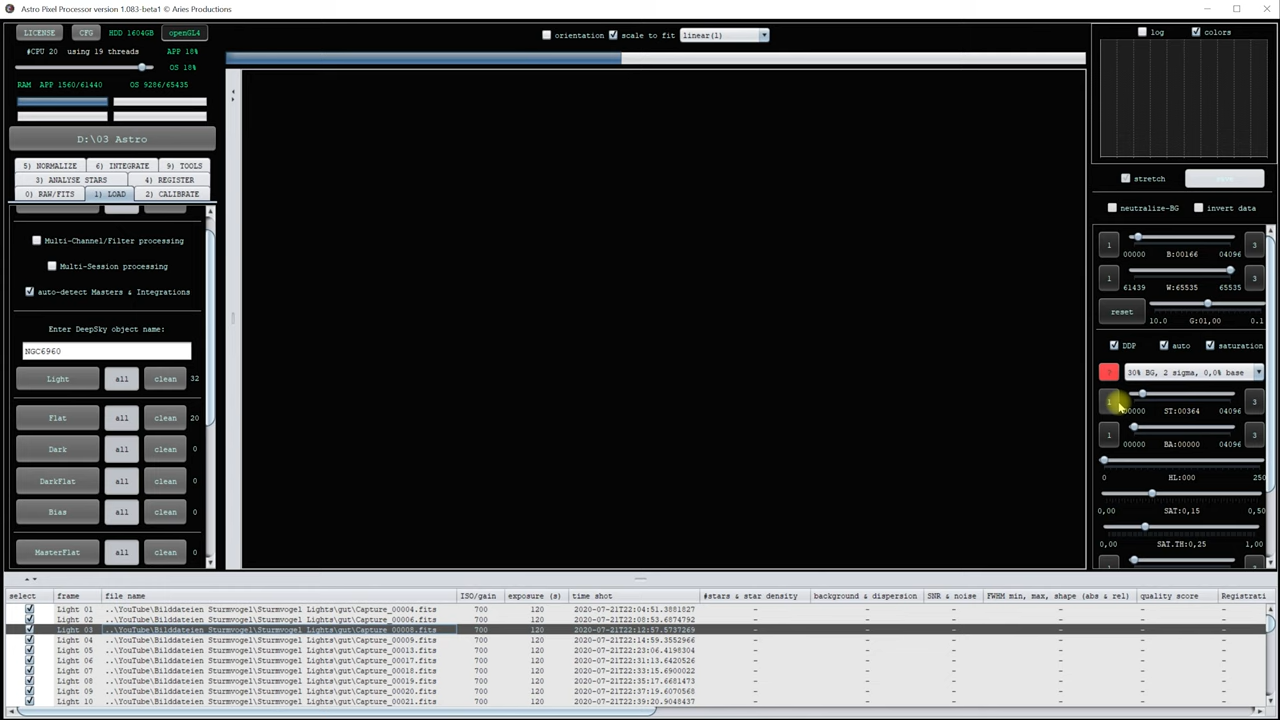 Astro Pixel Processor version 1.083-beta1 © Aries Productions
LICENSE CFG HDD 1604GB openGL4
#CPU 20 using 19 threads APP 18%
OS 18%
RAM APP 1560/61440 OS 9286/65435
D:\03 Astro
5) NORMALIZE 6) INTEGRATE 9) TOOLS
3) ANALYSE STARS 4) REGISTER
0) RAW/FITS 1) LOAD 2) CALIBRATE
Multi-Channel/Filter processing
Multi-Session processing
auto-detect Masters & Integrations
Enter DeepSky object name:
NGC6960
Light all clean 32
Flat all clean 20
Dark all clean 0
DarkFlat all clean 0
Bias all clean 0
MasterFlat all clean 0
orientation scale to fit linear(1)
log colors
stretch
neutralize-BG invert data
1 3
00000 B:00166 04096
1 3
61439 W:65535 65535
reset
10.0 G:01,00 0.1
DDP auto saturation
? 30% BG, 2 sigma, 0,0% base
1 3
00000 ST:00364 04096
1 3
00000 BA:00000 04096
0 HL:000 250
0,00 SAT:0,15 0,50
0,00 SAT.TH:0,25 1,00
select frame file name ISO/gain exposure (s) time shot #stars & star density background & dispersion SNR & noise FWHM min, max, shape (abs & rel) quality score Registrati
Light 01 ..\YouTube\Bilddateien Sturmvogel\Sturmvogel Lights\gut\Capture_00004.fits 700 120 2020-07-21T22:04:51.3881827 - - - - - -
Light 02 ..\YouTube\Bilddateien Sturmvogel\Sturmvogel Lights\gut\Capture_00006.fits 700 120 2020-07-21T22:08:53.6874792 - - - - - -
Light 03 ..\YouTube\Bilddateien Sturmvogel\Sturmvogel Lights\gut\Capture_00008.fits 700 120 2020-07-21T22:12:57.5737269 - - - - - -
Light 04 ..\YouTube\Bilddateien Sturmvogel\Sturmvogel Lights\gut\Capture_00009.fits 700 120 2020-07-21T22:14:59.3552966 - - - - - -
Light 05 ..\YouTube\Bilddateien Sturmvogel\Sturmvogel Lights\gut\Capture_00013.fits 700 120 2020-07-21T22:23:06.4198304 - - - - - -
Light 06 ..\YouTube\Bilddateien Sturmvogel\Sturmvogel Lights\gut\Capture_00017.fits 700 120 2020-07-21T22:31:13.6420526 - - - - - -
Light 07 ..\YouTube\Bilddateien Sturmvogel\Sturmvogel Lights\gut\Capture_00018.fits 700 120 2020-07-21T22:33:15.6900022 - - - - - -
Light 08 ..\YouTube\Bilddateien Sturmvogel\Sturmvogel Lights\gut\Capture_00019.fits 700 120 2020-07-21T22:35:17.6681473 - - - - - -
Light 09 ..\YouTube\Bilddateien Sturmvogel\Sturmvogel Lights\gut\Capture_00020.fits 700 120 2020-07-21T22:37:19.6070568 - - - - - -
Light 10 ..\YouTube\Bilddateien Sturmvogel\Sturmvogel Lights\gut\Capture_00021.fits 700 120 2020-07-21T22:39:20.9048437 - - - - - -